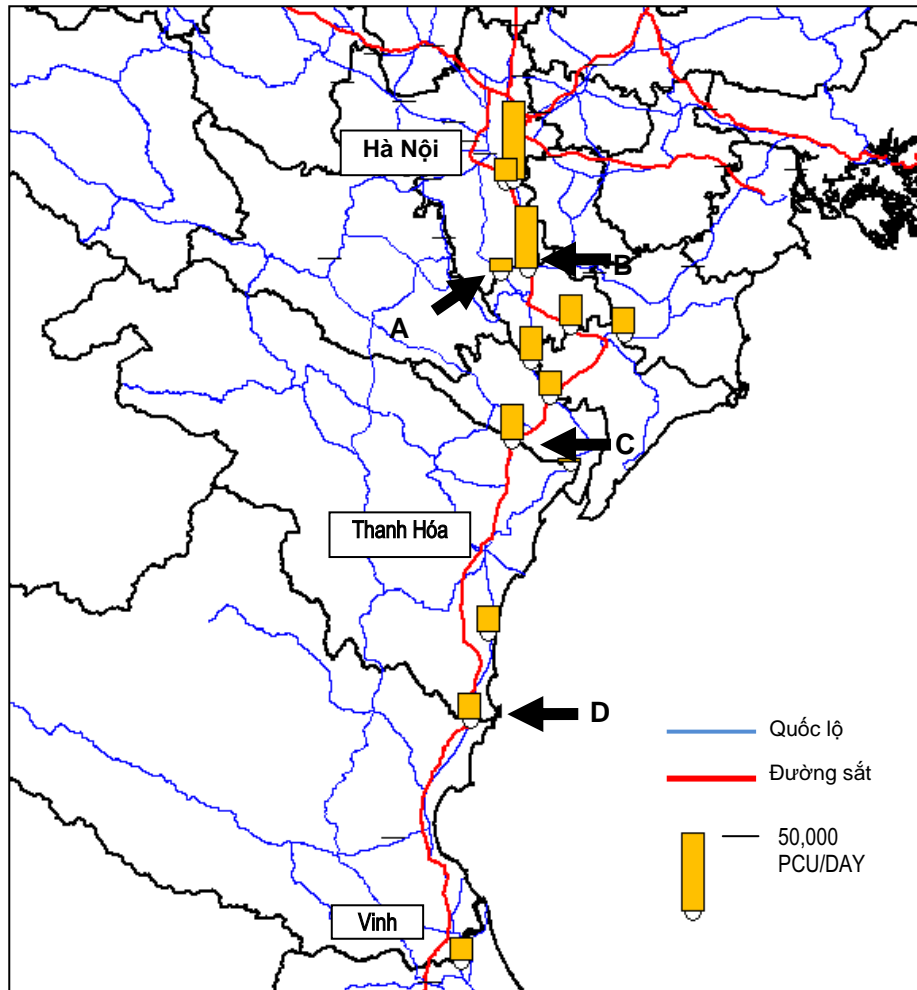 Hà Nội
B
A
C
Thanh Hóa
D
Quốc lộ
Đường sắt
50,000
PCU/DAY
Vinh